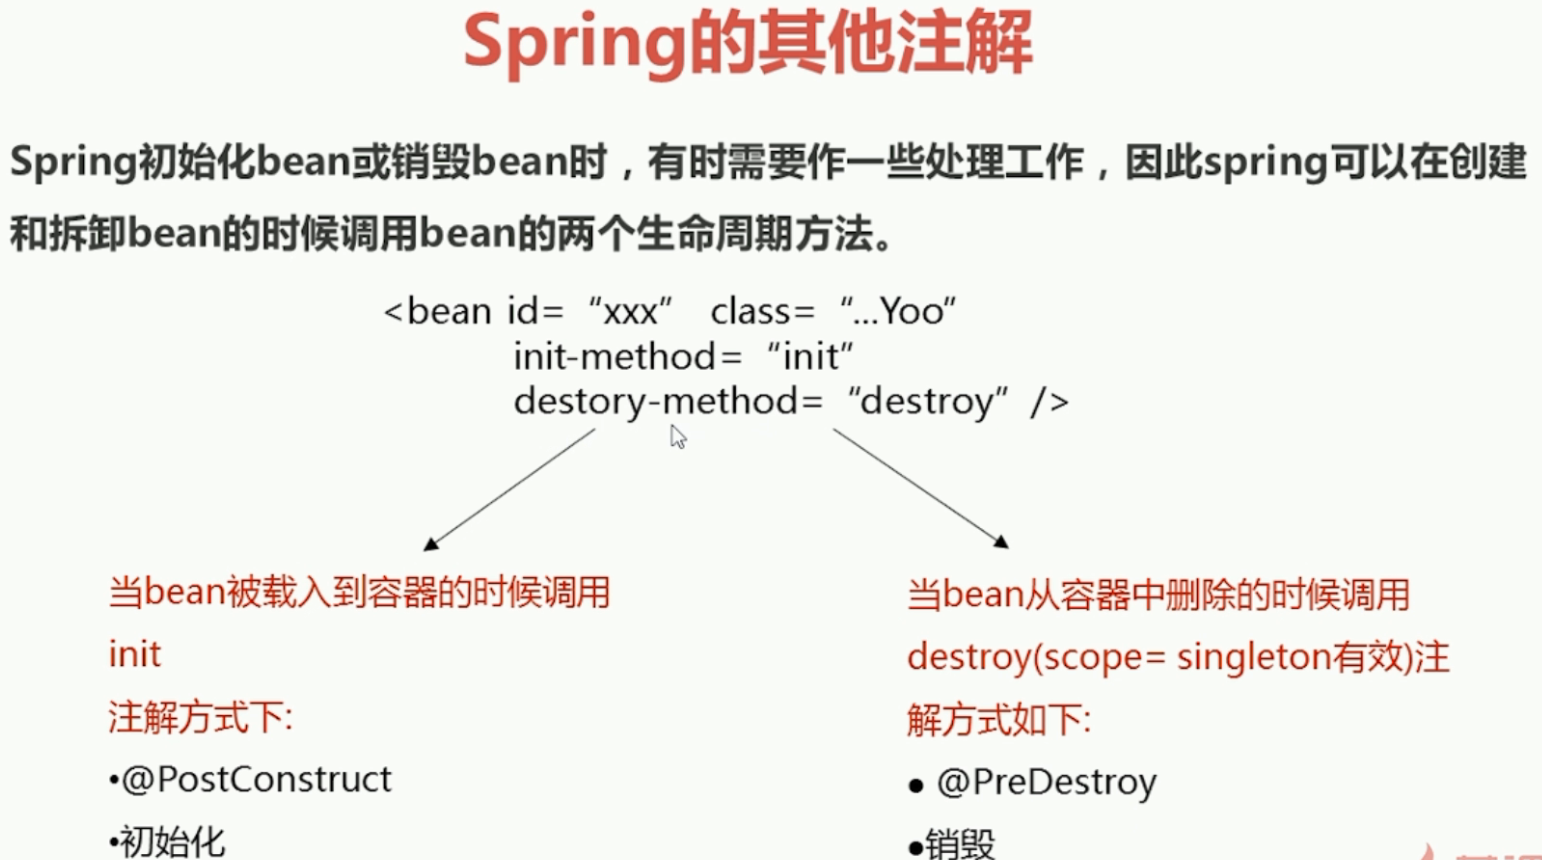 Spring的其他注解
Spring初始化bean或销毁bean时，有时需要作一些处理工作，因此spring可以在创建
和拆卸bean的时候调用bean的两个生命周期方法。
<bean id= “xxx” class= “...Yoo”
init-method= “init”
destory-method= “destroy” />
当bean被载入到容器的时候调用
init
注解方式下:
•@PostConstruct
•初始化
当bean从容器中删除的时候调用
destroy(scope= singleton有效)注
解方式如下:
● @PreDestroy
●销毁